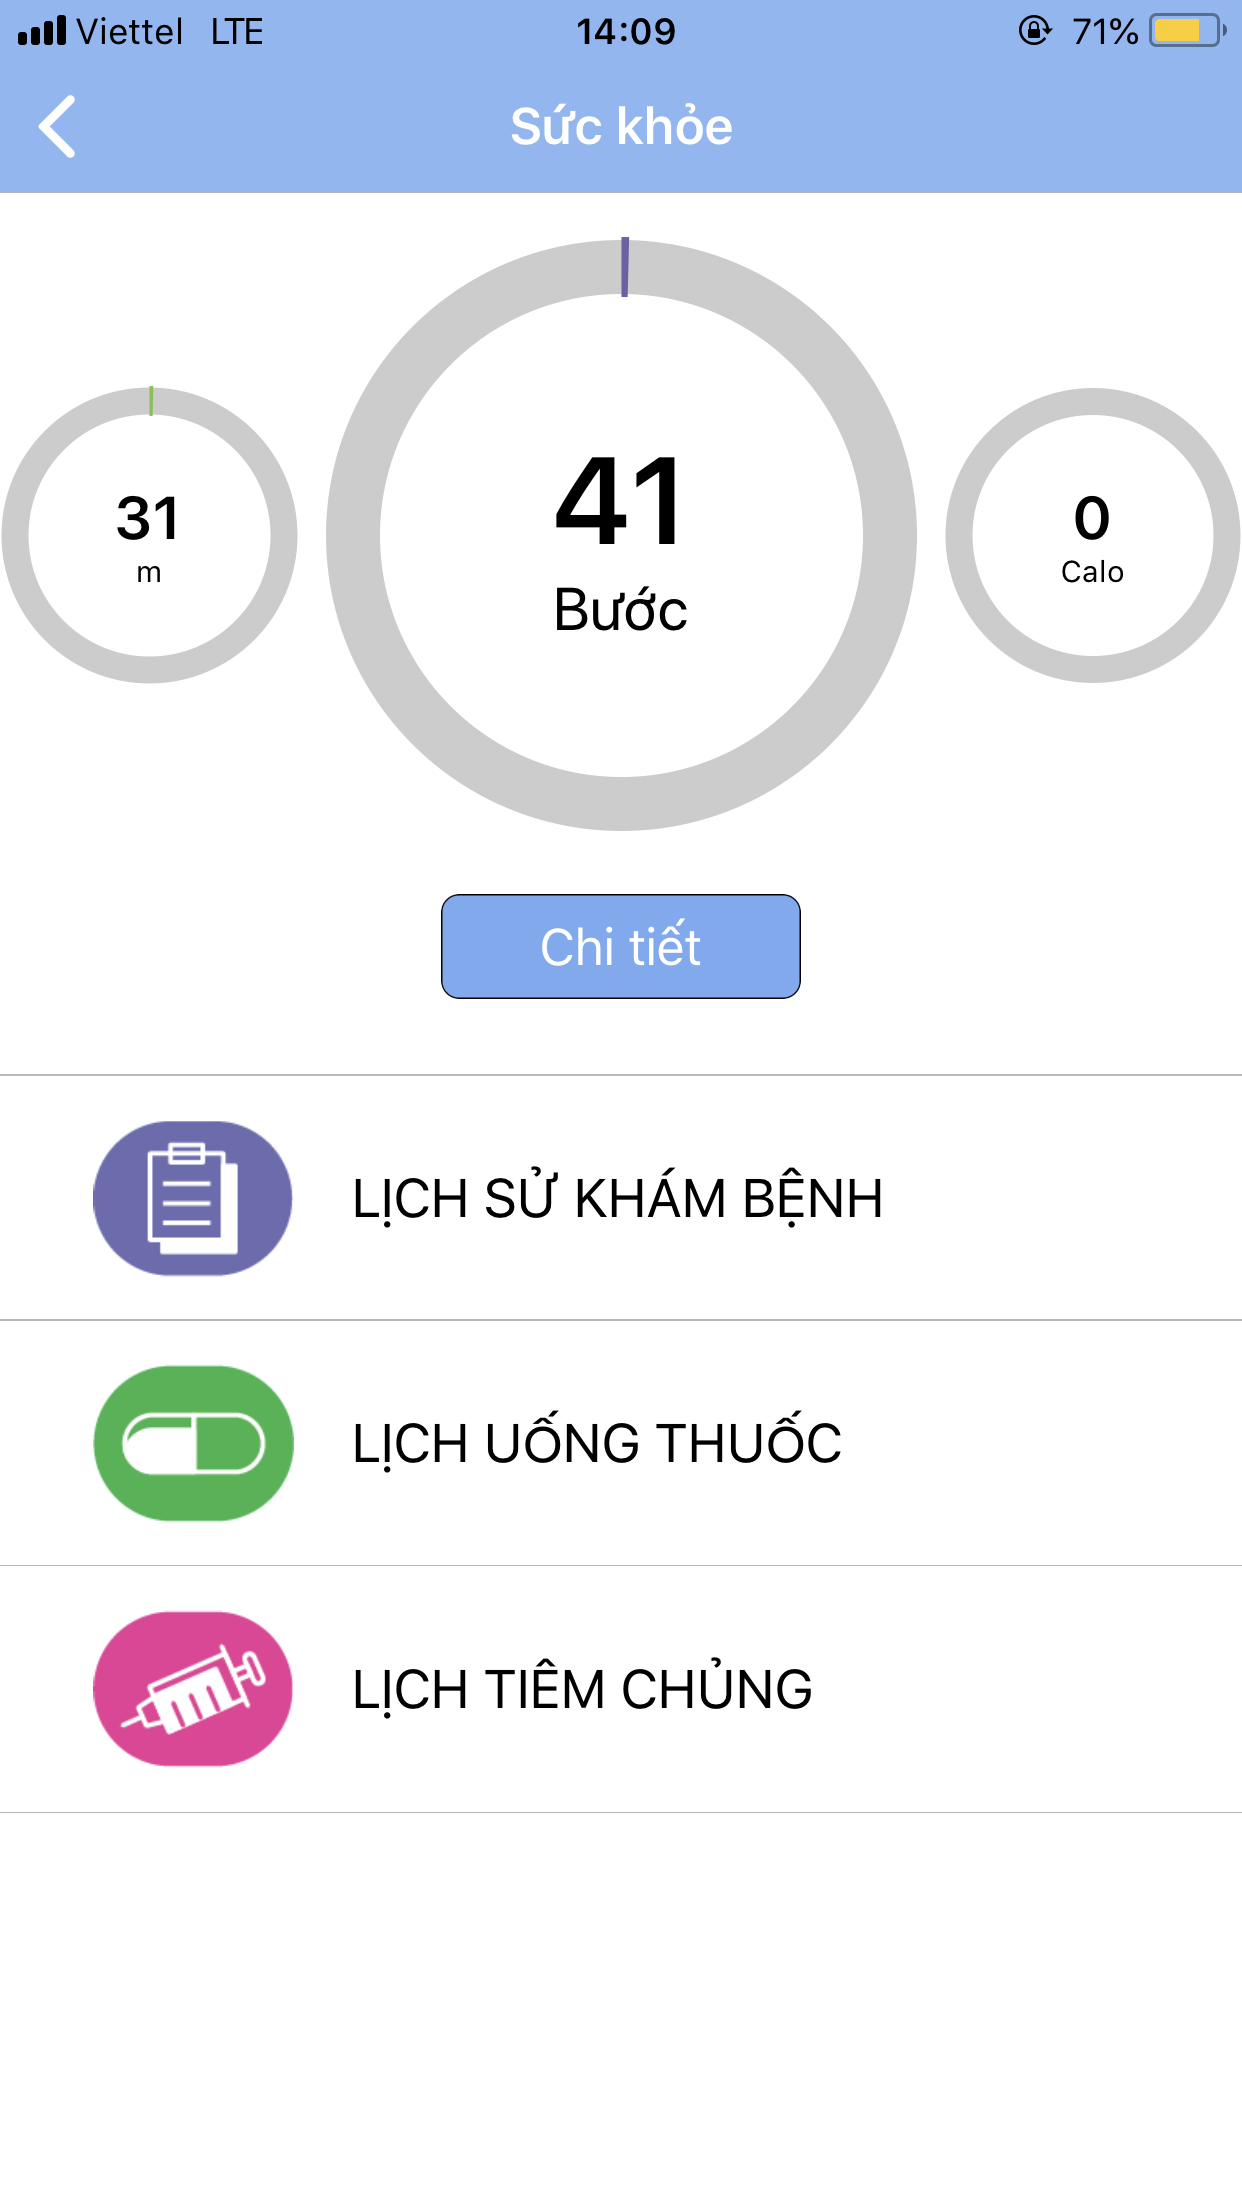 Viettel LTE 14:09 71%
Sức khỏe
31
m
41
Bước
0
Calo
Chi tiết
LỊCH SỬ KHÁM BỆNH
LỊCH UỐNG THUỐC
LỊCH TIÊM CHỦNG